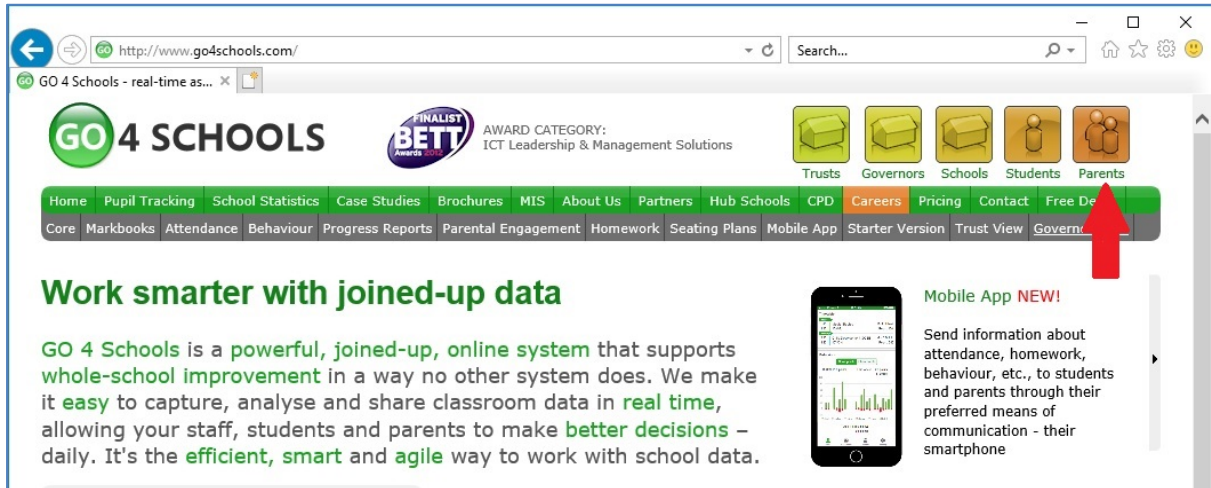 http://www.go4schools.com/
Search...
GO 4 Schools - real-time as...
GO 4 SCHOOLS
FINALIST
BETT
Awards 2012
AWARD CATEGORY:
ICT Leadership & Management Solutions
Trusts Governors Schools Students Parents
Home Pupil Tracking School Statistics Case Studies Brochures MIS About Us Partners Hub Schools CPD Careers Pricing Contact Free
Core Markbooks Attendance Behaviour Progress Reports Parental Engagement Homework Seating Plans Mobile App Starter Version Trust View
Work smarter with joined-up data
GO 4 Schools is a powerful, joined-up, online system that supports
whole-school improvement in a way no other system does. We make
it easy to capture, analyse and share classroom data in real time,
allowing your staff, students and parents to make better decisions –
daily. It's the efficient, smart and agile way to work with school data.
Mobile App NEW!
Send information about
attendance, homework,
behaviour, etc., to students
and parents through their
preferred means of
communication - their
smartphone